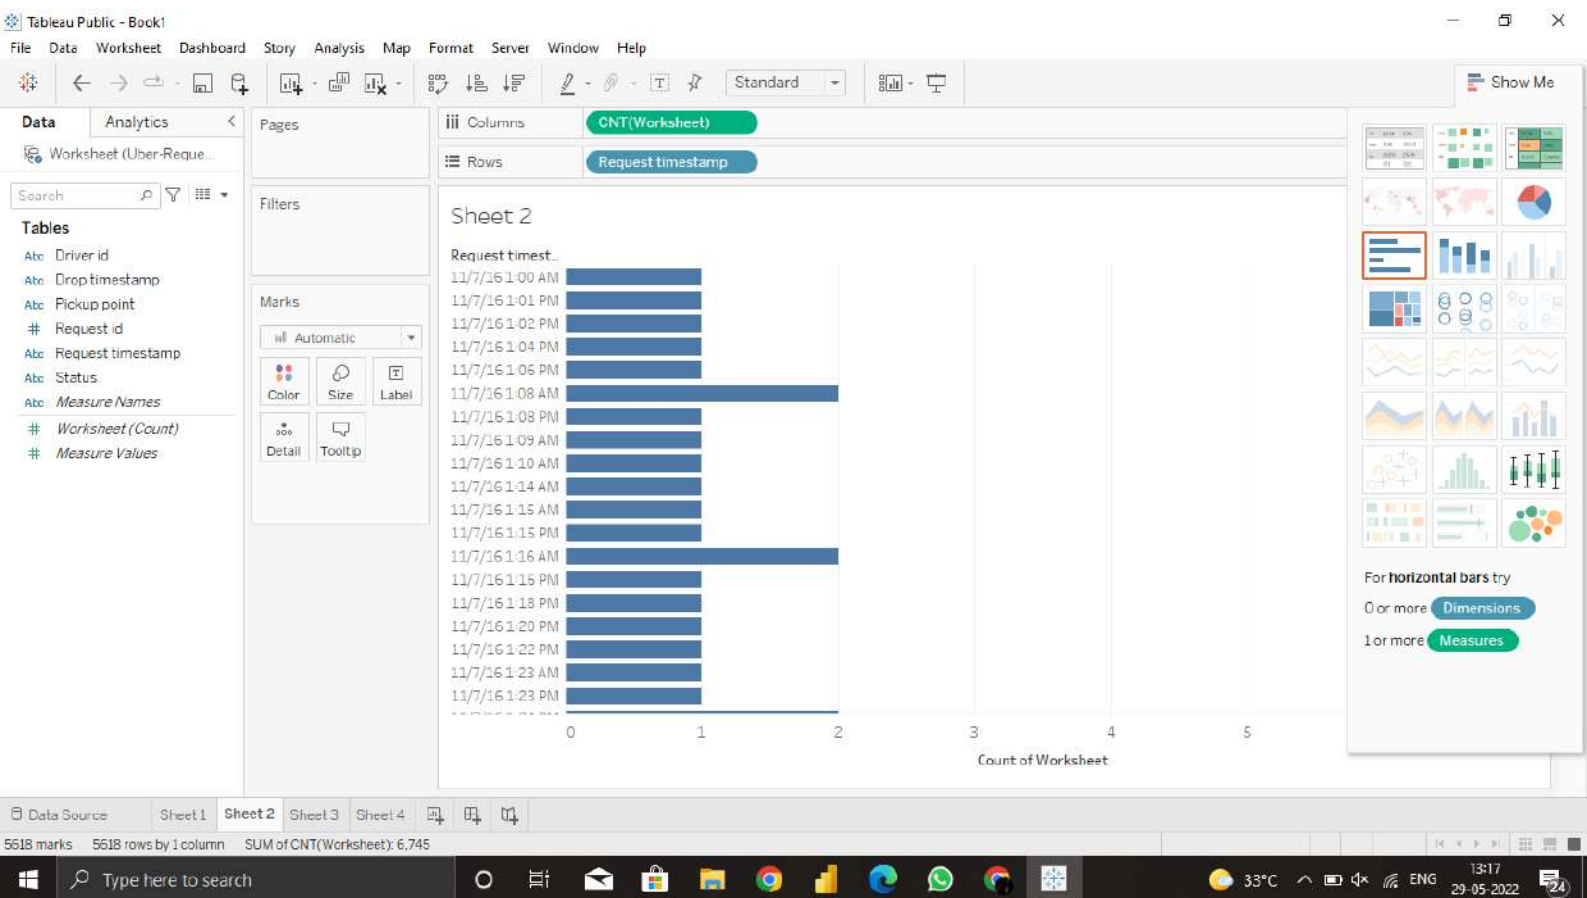 Tableau Public - Book1
File Data Worksheet Dashboard Story Analysis Map Format Server Window Help
Standard
Show Me
Data Analytics
Pages
Columns CNT(Worksheet)
Worksheet (Uber-Reque...
Rows Request timestamp
Search
Filters
Sheet 2
Tables
Abc Driver id
Abc Drop timestamp
Abc Pickup point
# Request id
Abc Request timestamp
Abc Status
Abc Measure Names
# Worksheet (Count)
# Measure Values
Marks
Automatic
Color Size Label
Detail Tooltip
Request timest..
11/7/16 1:00 AM
11/7/16 1:01 PM
11/7/16 1:02 PM
11/7/16 1:04 PM
11/7/16 1:06 PM
11/7/16 1:08 AM
11/7/16 1:08 PM
11/7/16 1:09 AM
11/7/16 1:10 AM
11/7/16 1:14 AM
11/7/16 1:15 AM
11/7/16 1:15 PM
11/7/16 1:16 AM
11/7/16 1:16 PM
11/7/16 1:18 PM
11/7/16 1:20 PM
11/7/16 1:22 PM
11/7/16 1:23 AM
11/7/16 1:23 PM
0 1 2 3 4 5
Count of Worksheet
For horizontal bars try
0 or more Dimensions
1 or more Measures
Data Source Sheet 1 Sheet 2 Sheet 3 Sheet 4
5618 marks 5618 rows by 1 column SUM of CNT(Worksheet): 6,745
Type here to search
33°C ENG
13:17
29-05-2022
24